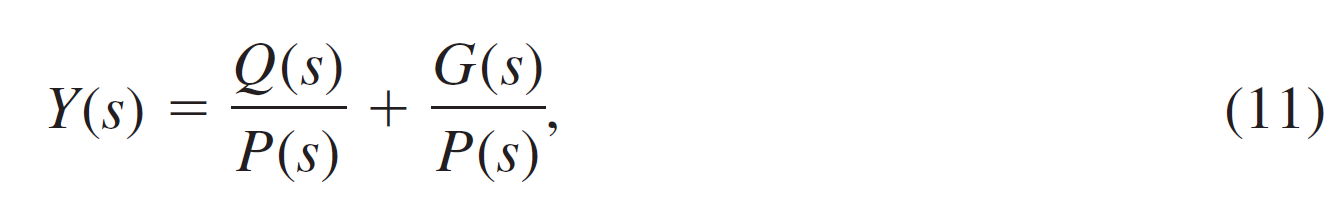 Y(s) = Q(s)/P(s) + G(s)/P(s), (11)